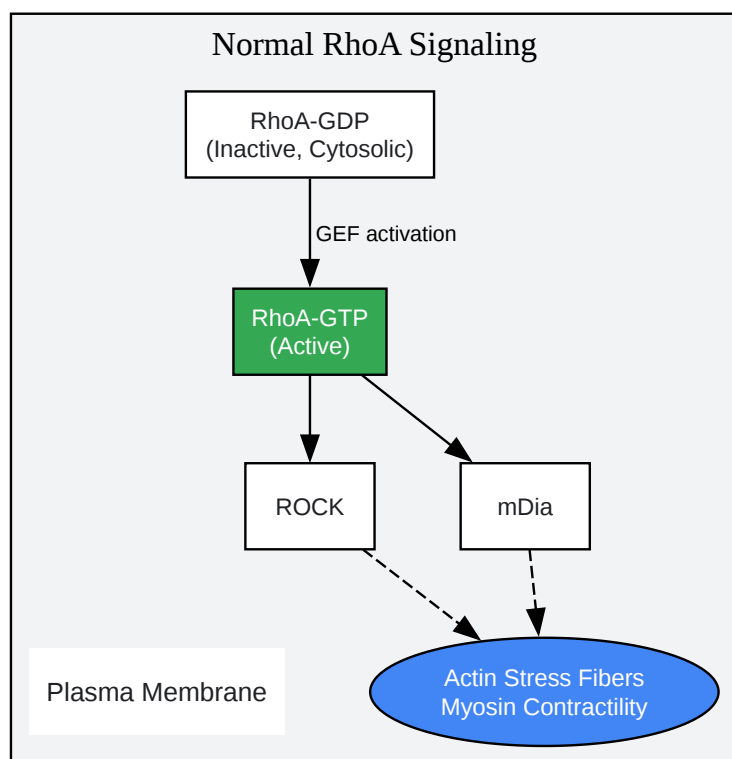 Normal RhoA Signaling
RhoA-GDP
(Inactive, Cytosolic)
GEF activation
RhoA-GTP
(Active)
ROCK
mDia
Plasma Membrane
Actin Stress Fibers
Myosin Contractility